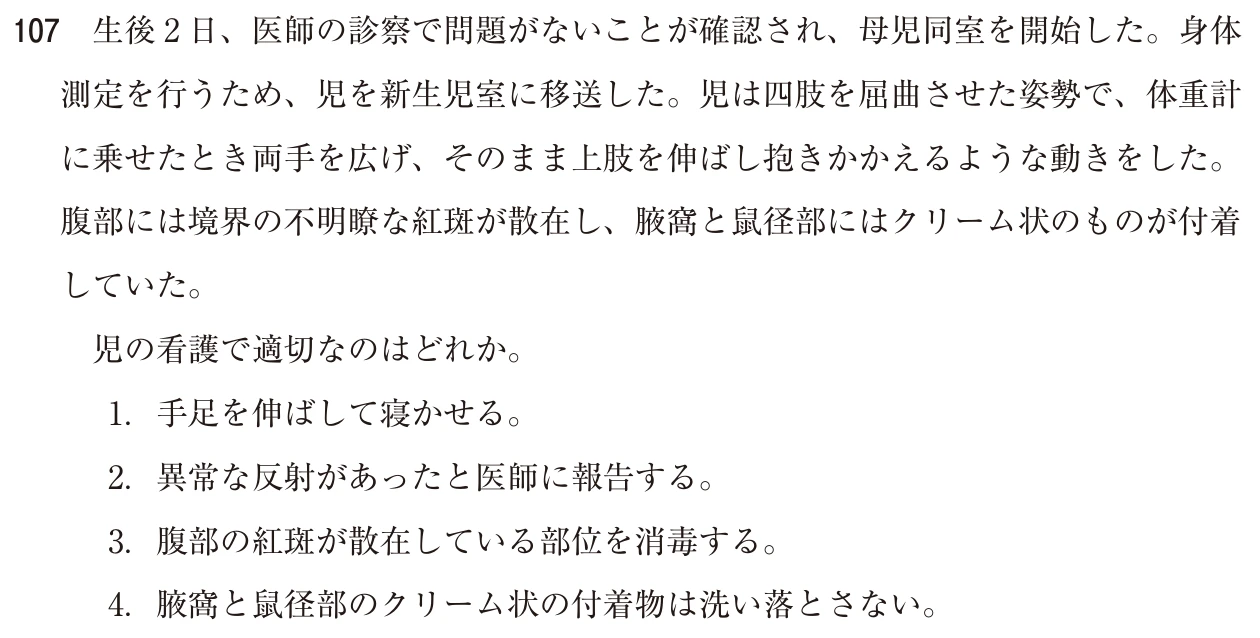 107 生後2日、医師の診察で問題がないことが確認され、母児同室を開始した。身体
測定を行うため、児を新生児室に移送した。児は四肢を屈曲させた姿勢で、体重計
に乗せたとき両手を広げ、そのまま上肢を伸ばし抱きかかえるような動きをした。
腹部には境界の不明瞭な紅斑が散在し、腋窩と鼠径部にはクリーム状のものが付着
していた。
児の看護で適切なのはどれか。
1. 手足を伸ばして寝かせる。
2. 異常な反射があったと医師に報告する。
3. 腹部の紅斑が散在している部位を消毒する。
4. 腋窩と鼠径部のクリーム状の付着物は洗い落とさない。